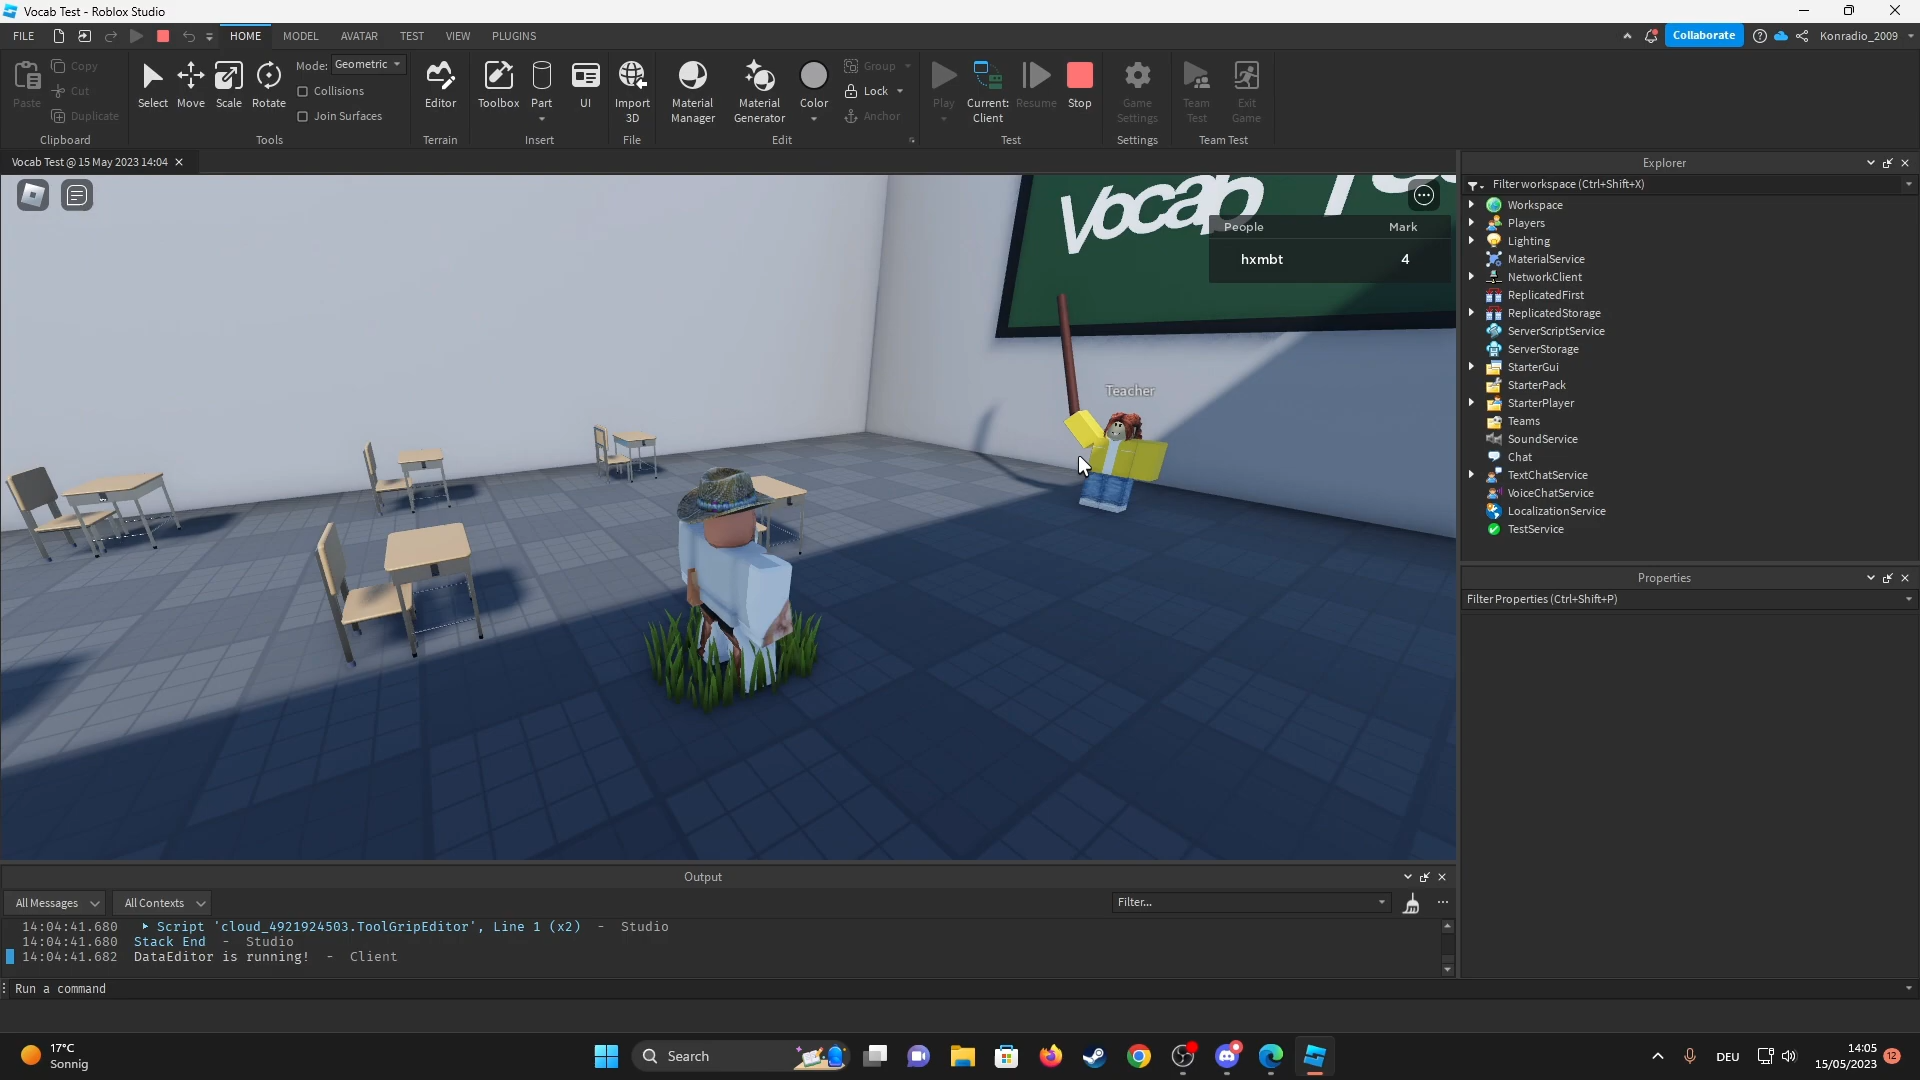 Vocab Test - Roblox Studio
FILE HOME MODEL AVATAR TEST VIEW PLUGINS Collaborate Konradio_2009
Paste Copy Cut Duplicate
Clipboard
Select Move Scale Rotate Mode: Geometric Collisions Join Surfaces
Tools
Editor
Terrain
Toolbox Part UI
Insert
Import 3D
File
Material Manager Material Generator Color Group Lock Anchor
Edit
Play Current: Client Resume Stop
Test
Game Settings
Settings
Team Test Exit Game
Team Test
Vocab Test @ 15 May 2023 14:04
Vocab
People Mark
hxmbt 4
Teacher
Explorer
Filter workspace (Ctrl+Shift+X)
Workspace
Players
Lighting
MaterialService
NetworkClient
ReplicatedFirst
ReplicatedStorage
ServerScriptService
ServerStorage
StarterGui
StarterPack
StarterPlayer
Teams
SoundService
Chat
TextChatService
VoiceChatService
LocalizationService
TestService
Properties
Filter Properties (Ctrl+Shift+P)
Output
All Messages All Contexts Filter...
14:04:41.680 Script 'cloud_4921924503.ToolGripEditor', Line 1 (x2) - Studio
14:04:41.680 Stack End - Studio
14:04:41.682 DataEditor is running! - Client
Run a command
17°C
Sonnig
Search
DEU
14:05
15/05/2023
12